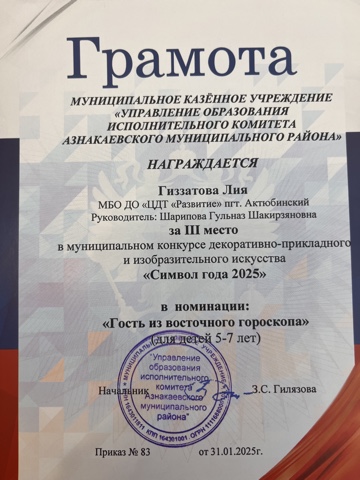 Грамота
МУНИЦИПАЛЬНОЕ КАЗЁННОЕ УЧРЕЖДЕНИЕ
«УПРАВЛЕНИЕ ОБРАЗОВАНИЯ
ИСПОЛНИТЕЛЬНОГО КОМИТЕТА
АЗНАКАЕВСКОГО МУНИЦИПАЛЬНОГО РАЙОНА»
НАГРАЖДАЕТСЯ
Гиззатова Лия
МБО ДО «ЦДТ «Развитие» пгт. Актюбинский
Руководитель: Шарипова Гульназ Шакирзяновна
за III место
в муниципальном конкурсе декоративно-прикладного
и изобразительного искусства
«Символ года 2025»
в номинации:
«Гость из восточного гороскопа»
(для детей 5-7 лет)
"Управление
образования
исполнительного
комитета
Азнакаевского
муниципального
района"
Начальник З.С. Гилязова
Приказ № 83 от 31.01.2025г.